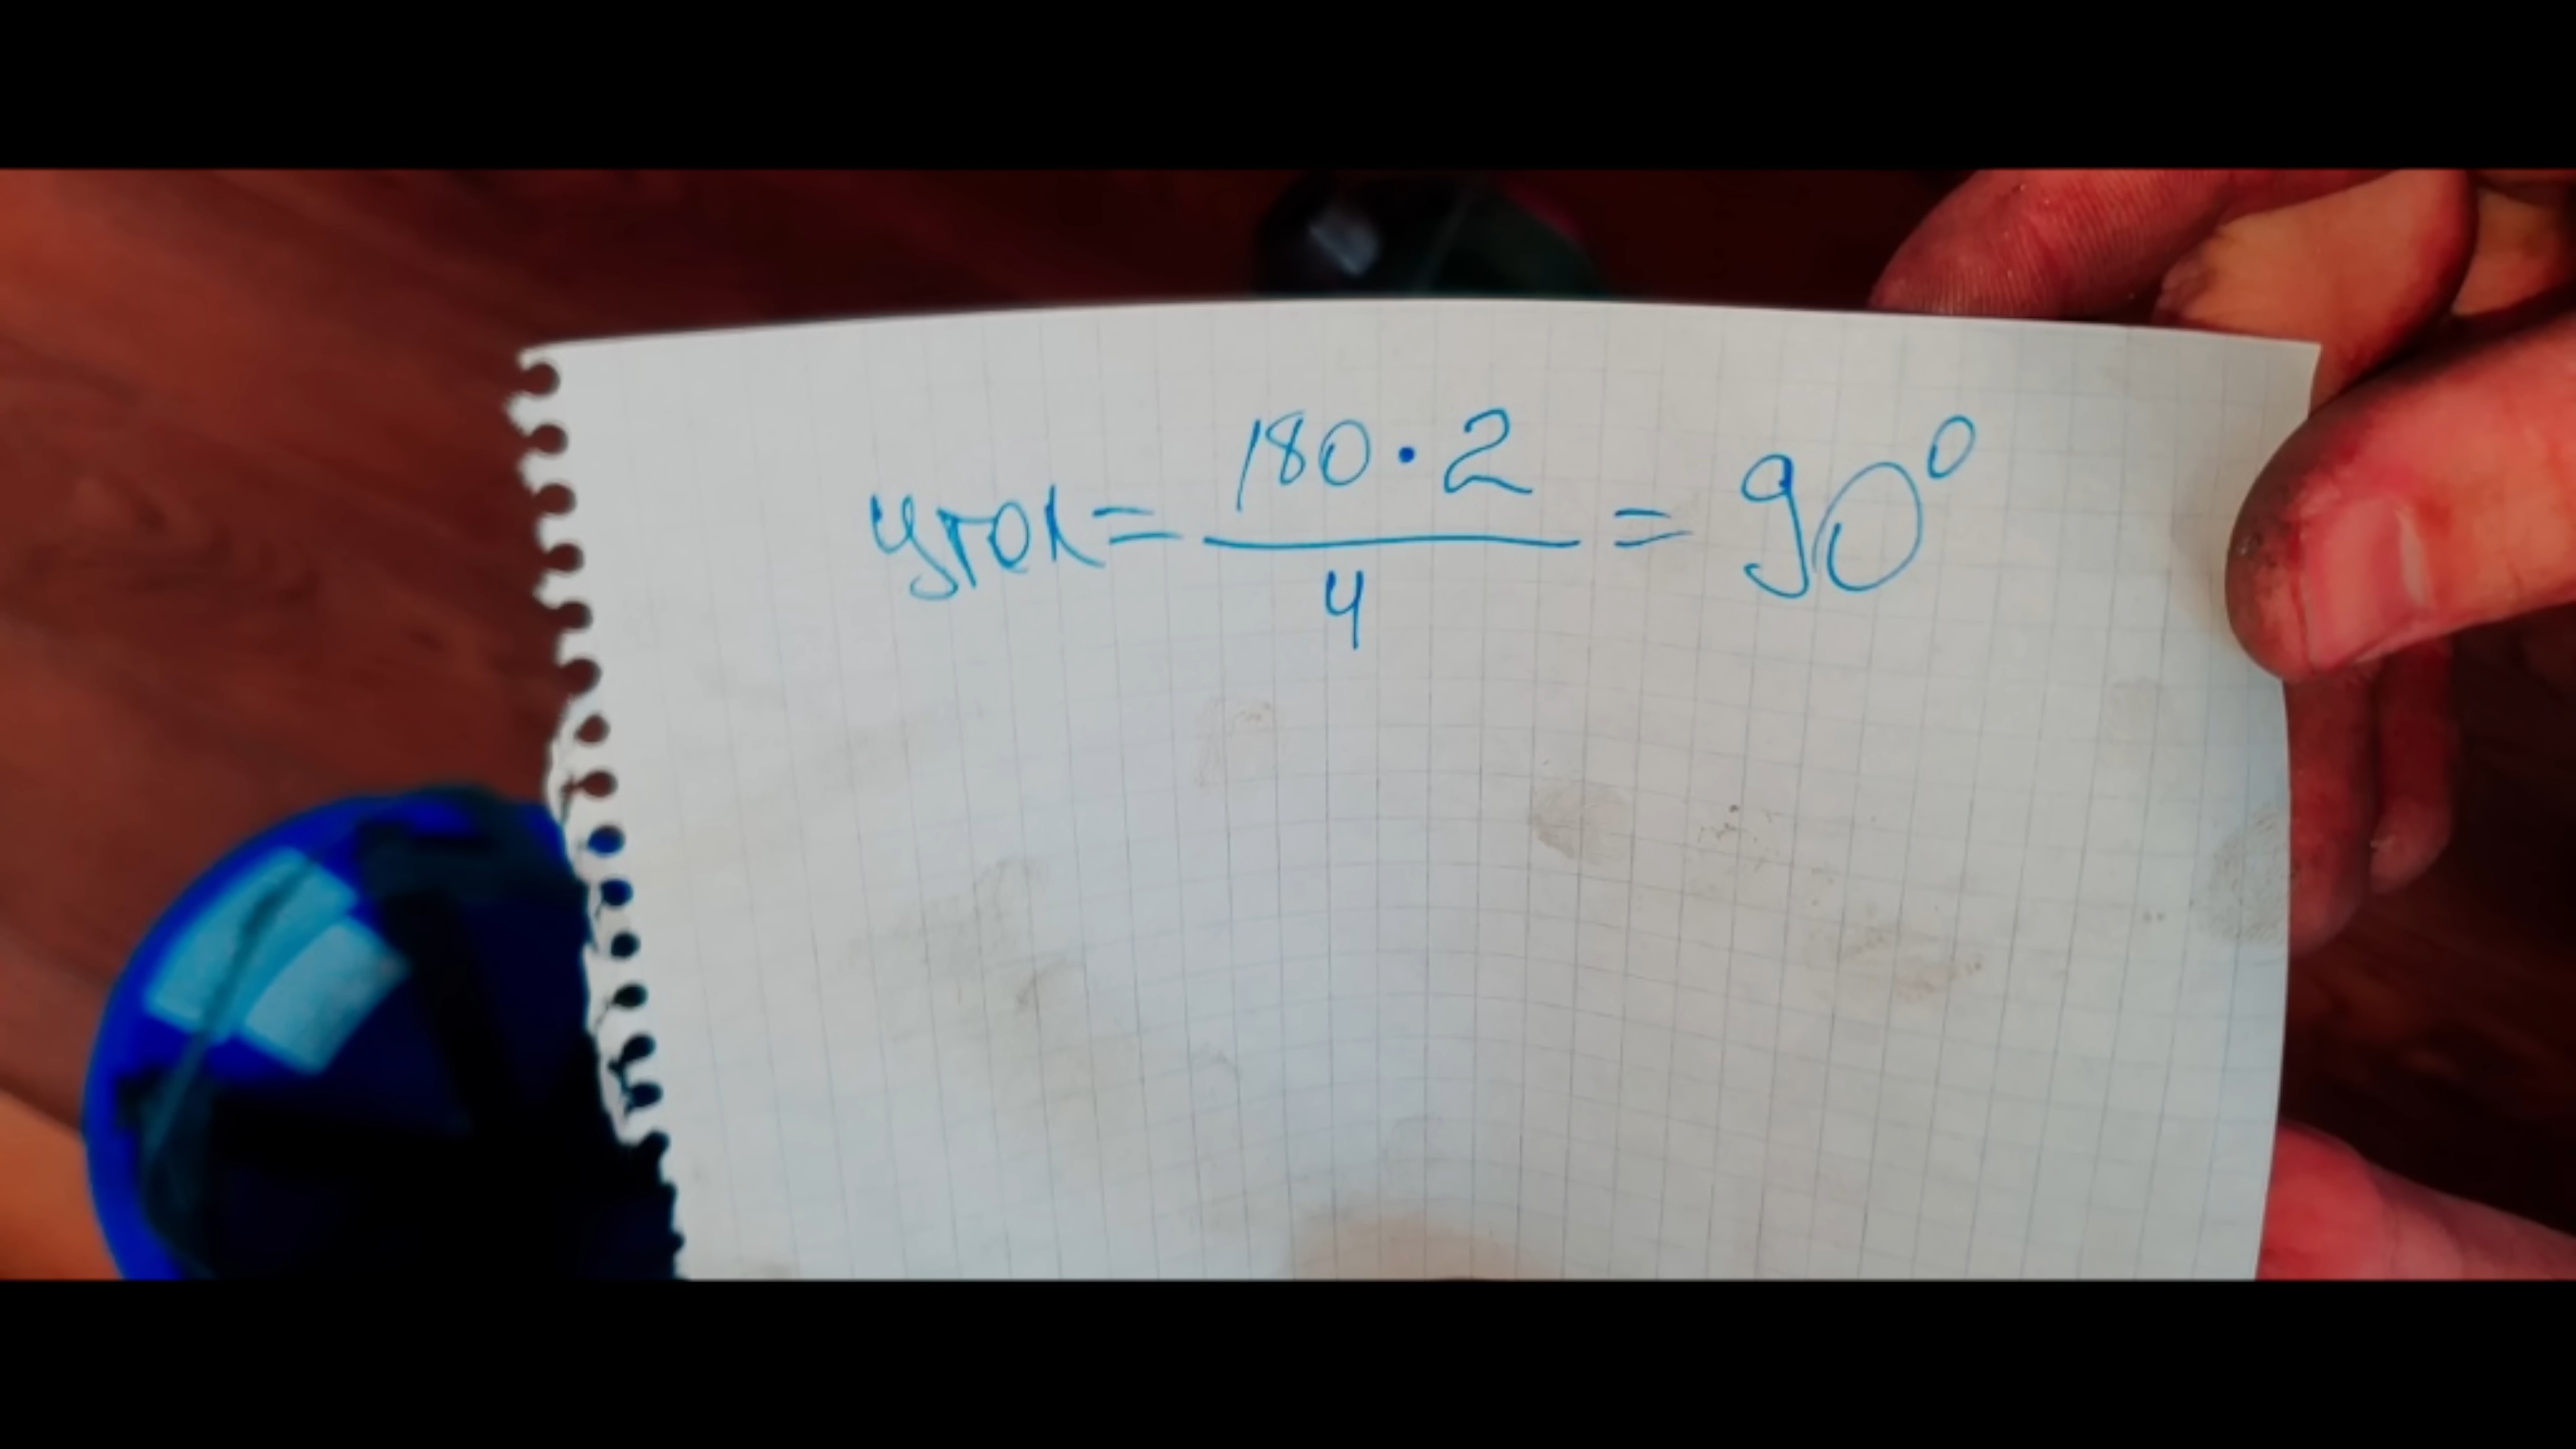 угол = 180 · 2 / 4 = 90°